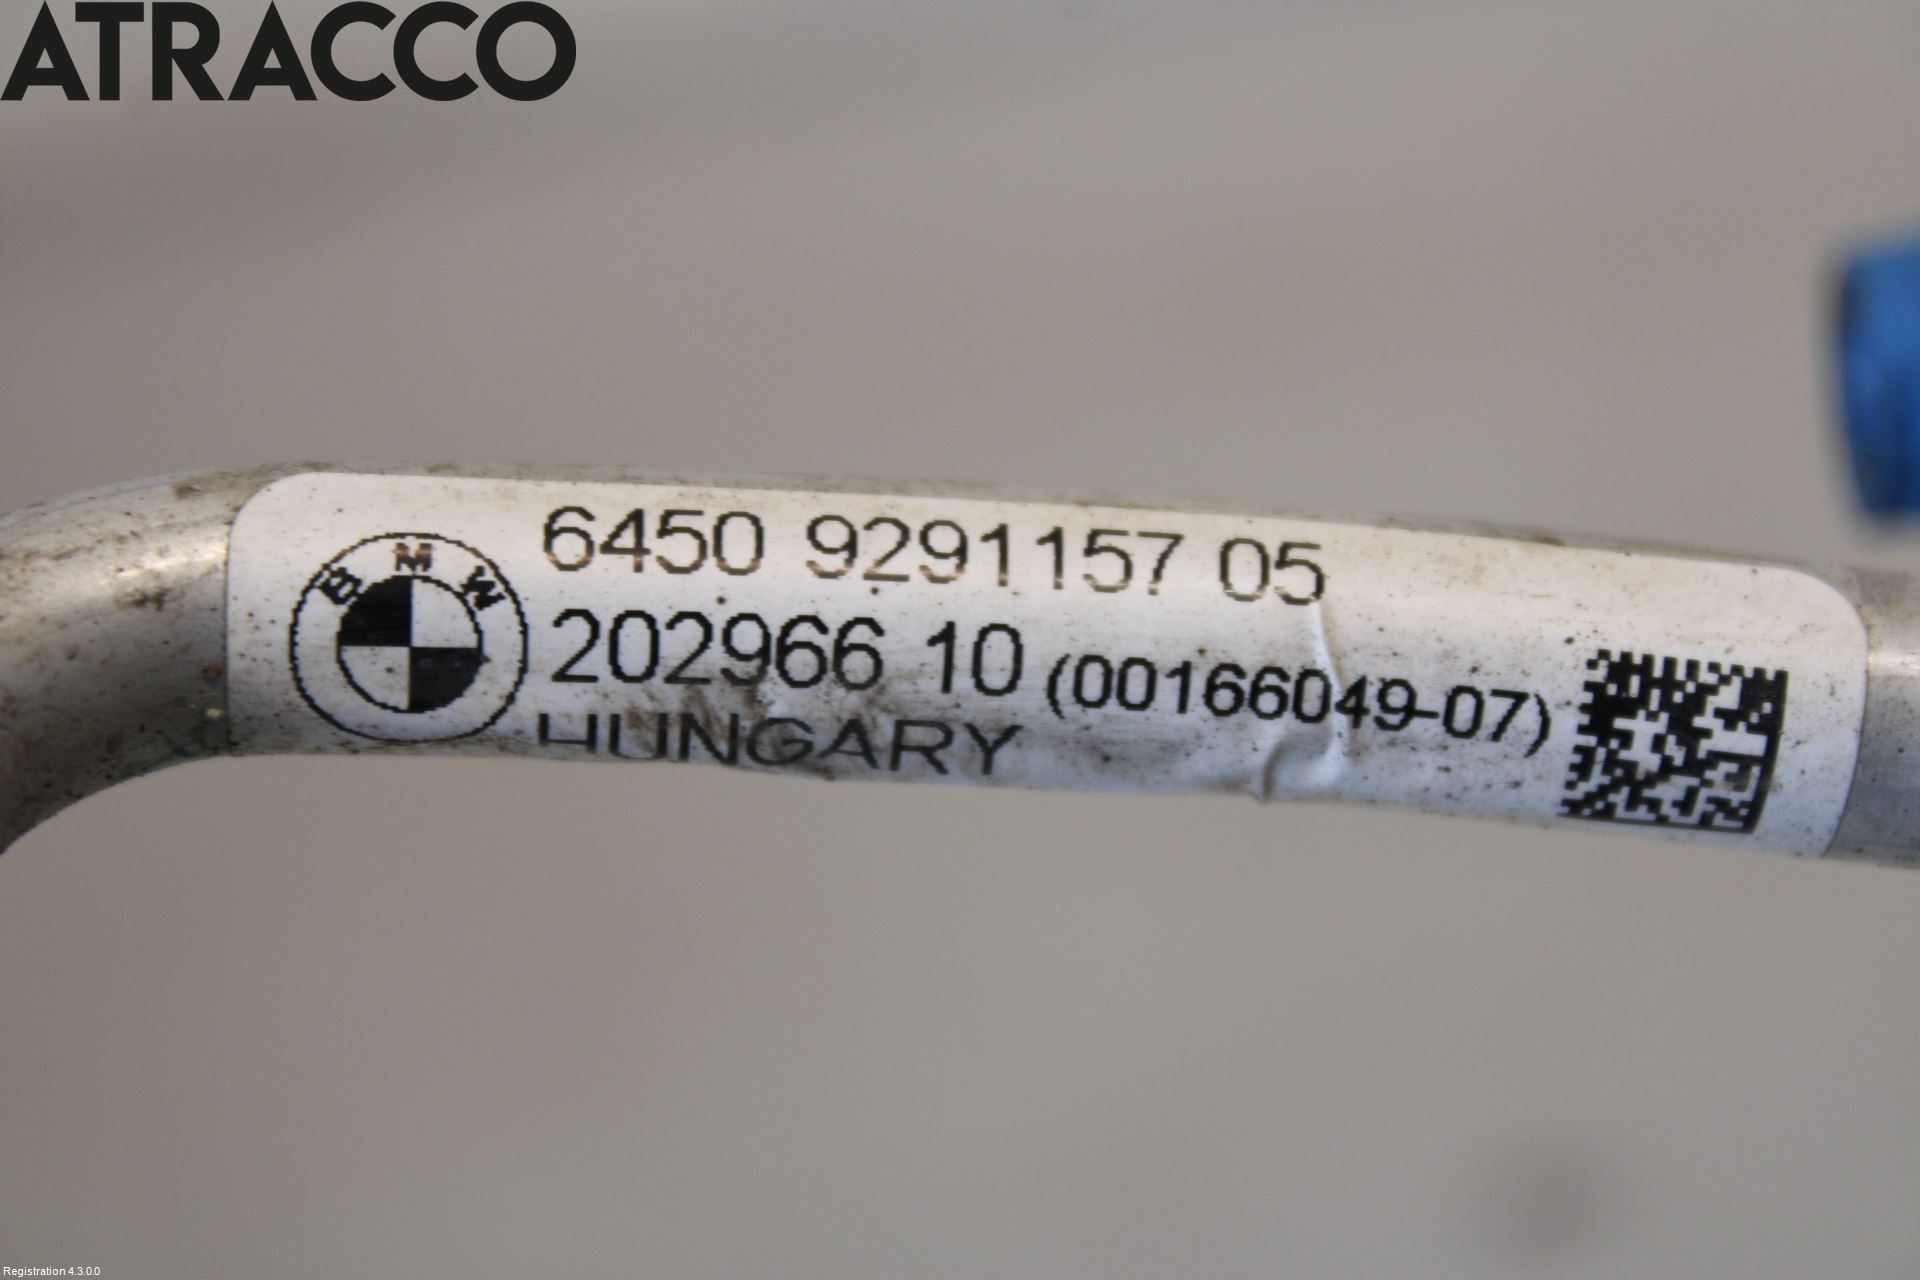 ATRACCO
BMW
6450 9291157 05
202966 10 (00166049-07)
HUNGARY
Registration 4.3.0.0